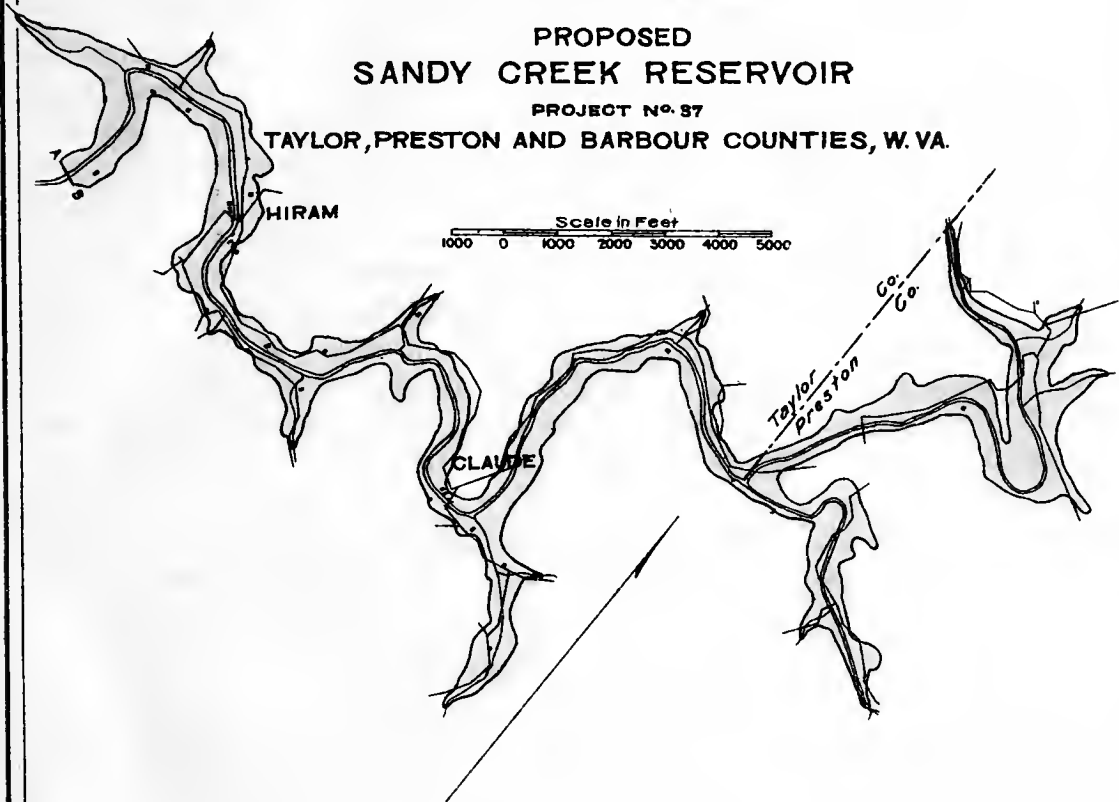 PROPOSED
SANDY CREEK RESERVOIR
PROJECT No. 37
TAYLOR, PRESTON AND BARBOUR COUNTIES, W. VA.
Scale in Feet
1000 0 1000 2000 3000 4000 5000
HIRAM
Co.
Co.
Taylor
Preston
CLAUDE
A
B